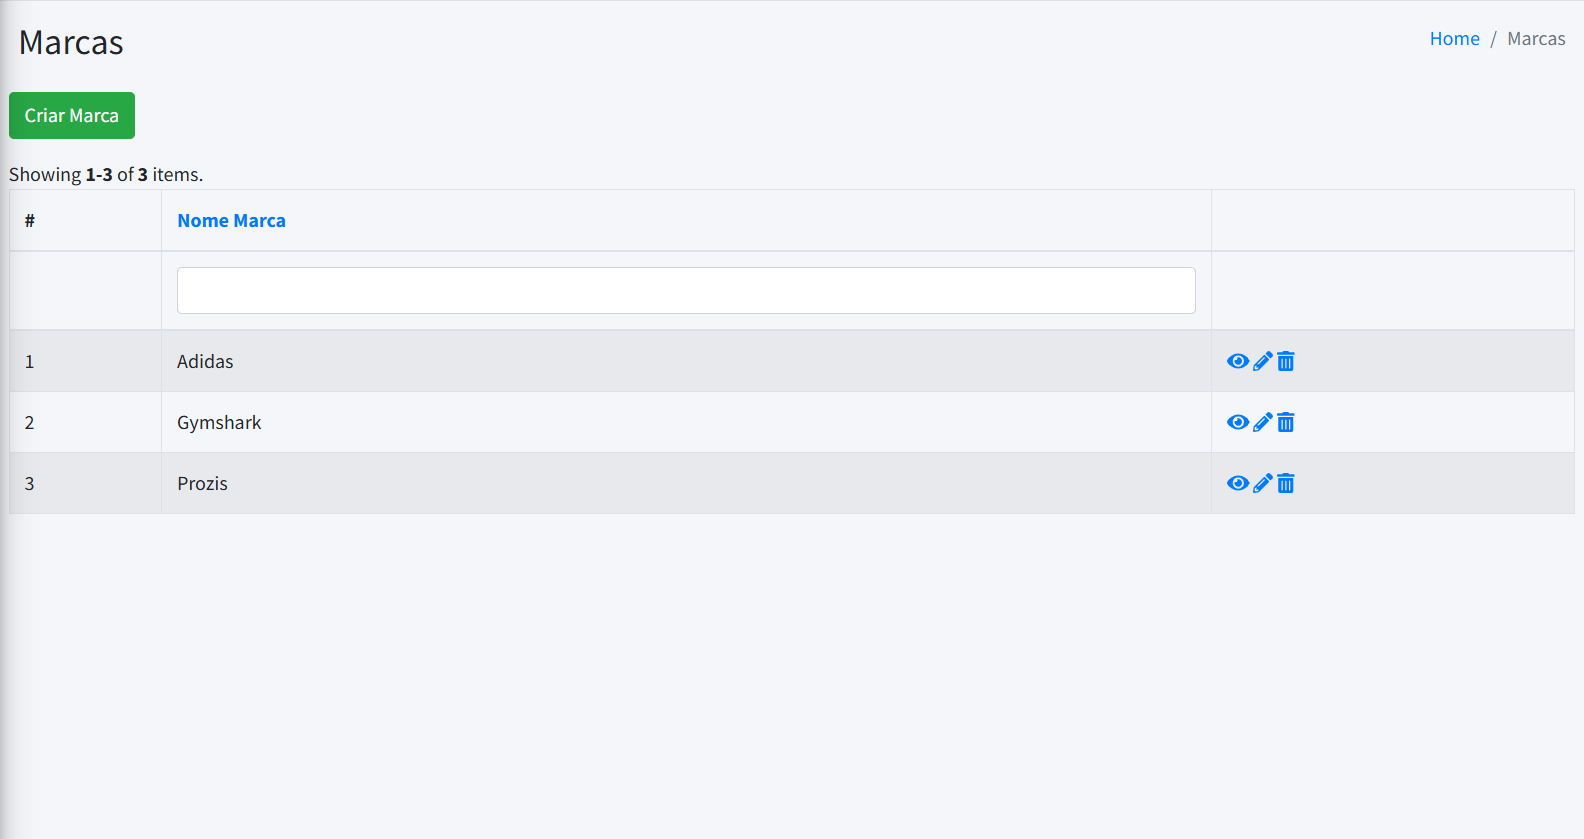 Marcas
Home / Marcas
Criar Marca
Showing 1-3 of 3 items.
# Nome Marca
1 Adidas
2 Gymshark
3 Prozis